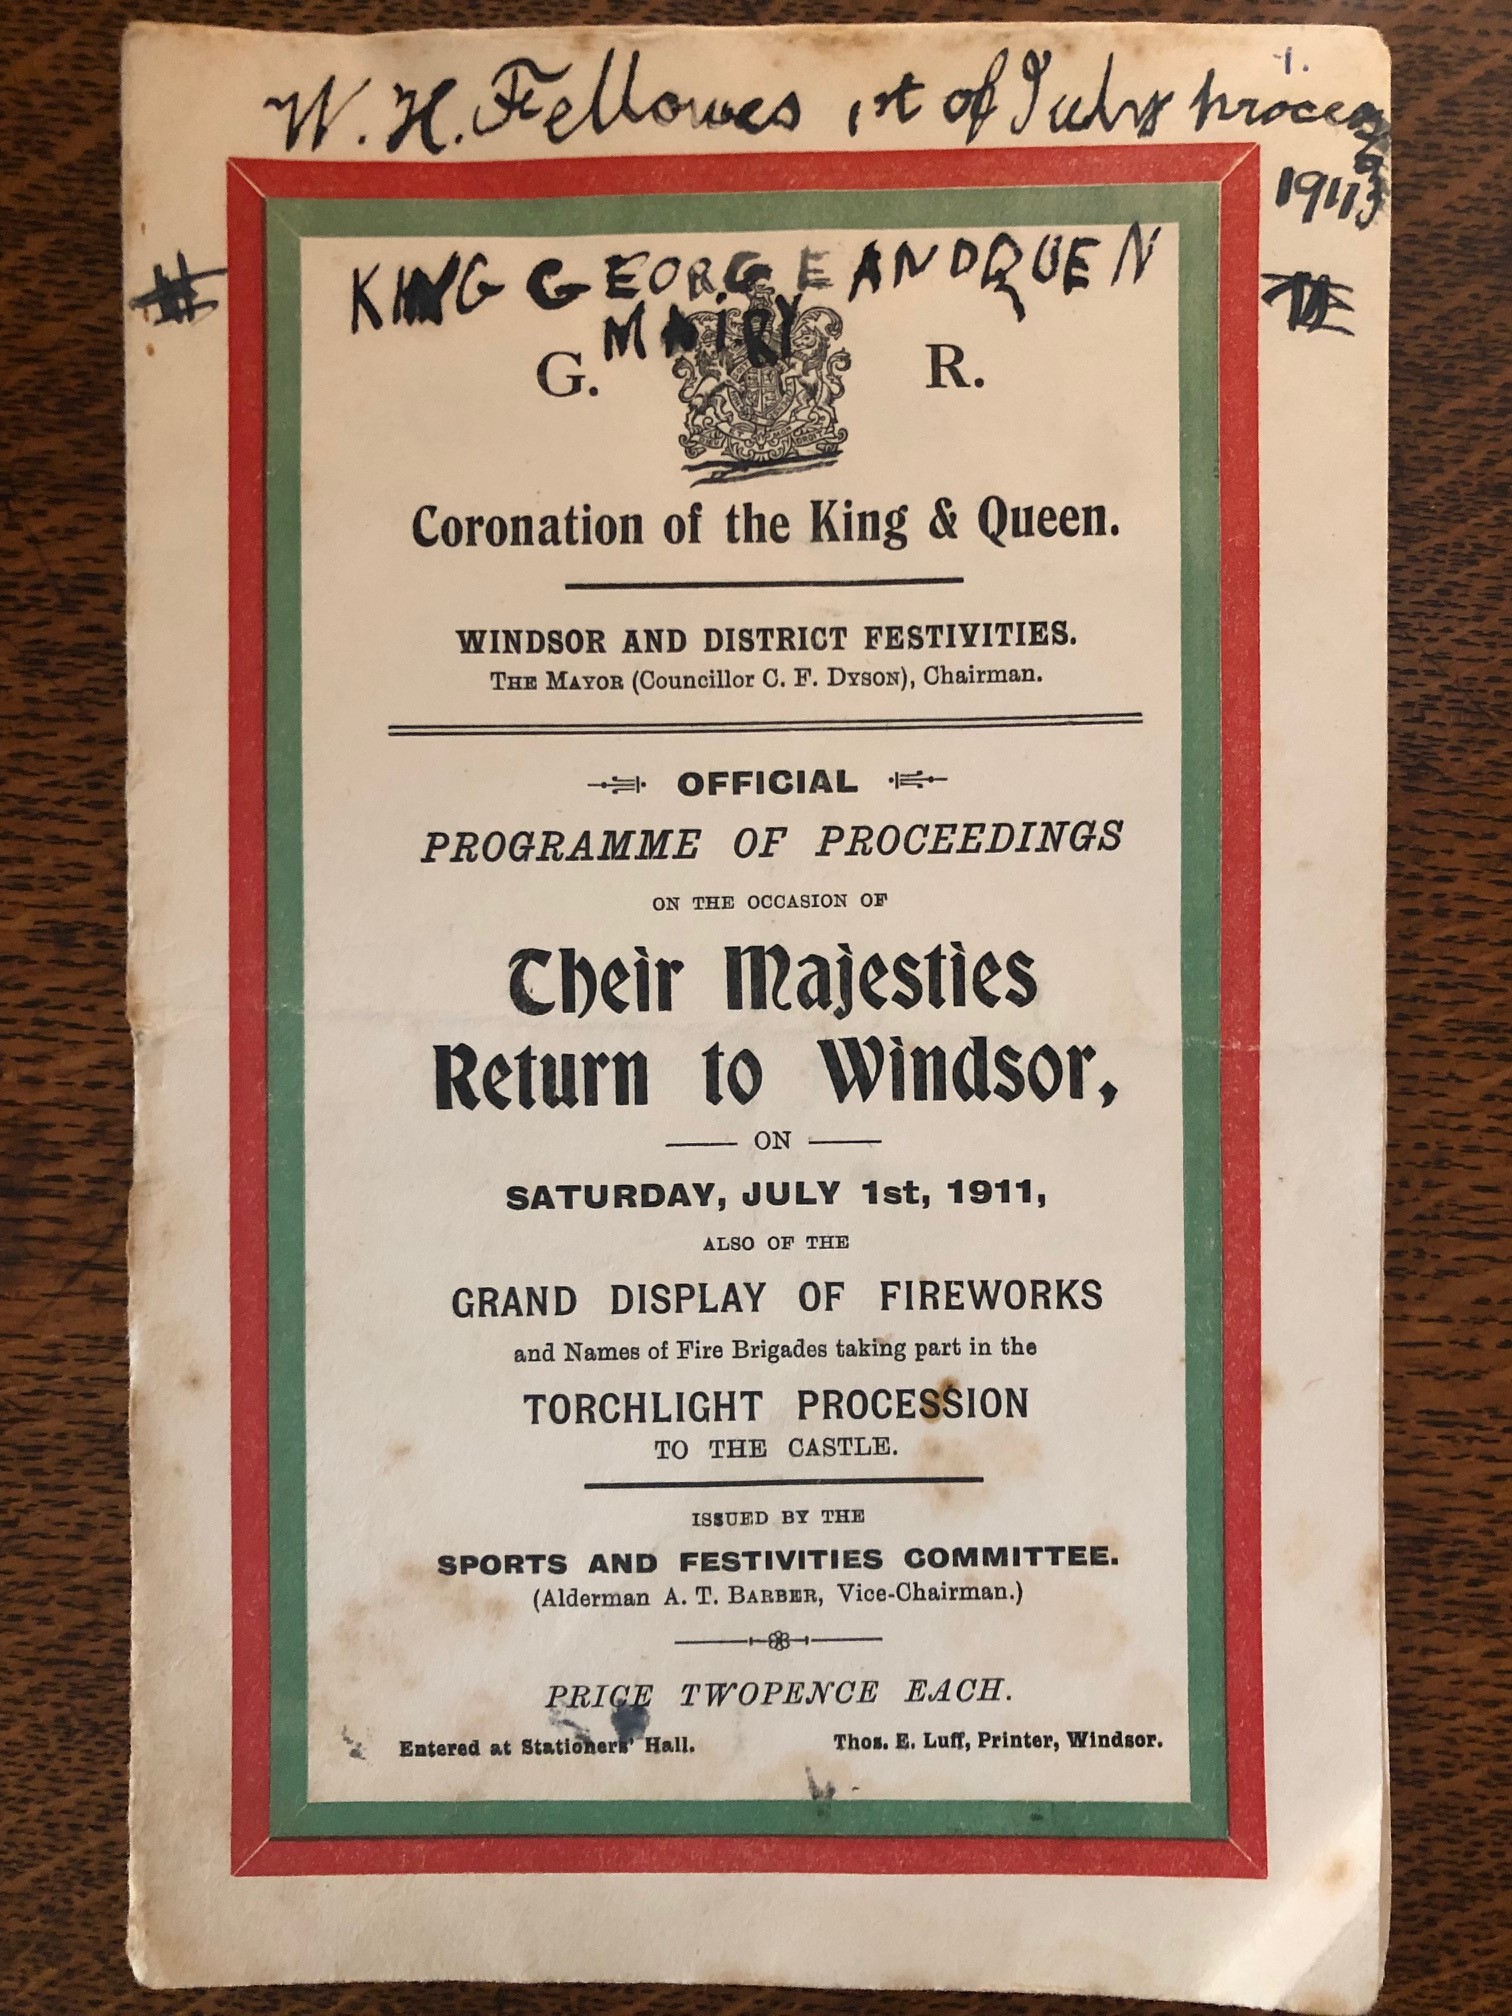 W. H. Fellowes 1st of July
1911
KING GEORGE AND QUEN
MAIRY
G. R.
Coronation of the King & Queen.
WINDSOR AND DISTRICT FESTIVITIES.
THE MAYOR (Councillor C. F. DYSON), Chairman.
OFFICIAL
PROGRAMME OF PROCEEDINGS
ON THE OCCASION OF
Their Majesties
Return to Windsor,
ON
SATURDAY, JULY 1st, 1911,
ALSO OF THE
GRAND DISPLAY OF FIREWORKS
and Names of Fire Brigades taking part in the
TORCHLIGHT PROCESSION
TO THE CASTLE.
ISSUED BY THE
SPORTS AND FESTIVITIES COMMITTEE.
(Alderman A. T. BARBER, Vice-Chairman.)
PRICE TWOPENCE EACH.
Entered at Stationers' Hall. Thos. E. Luff, Printer, Windsor.